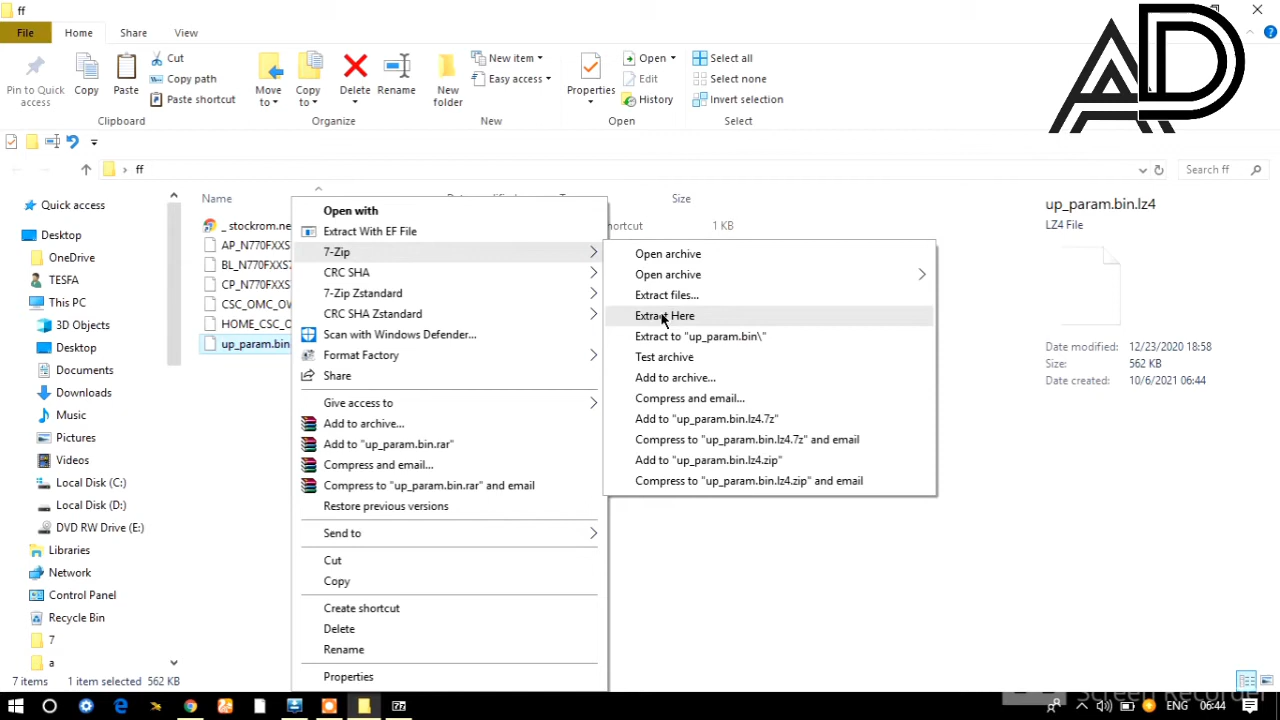 ff
File
Home
Share
View
Pin to Quick access
Copy
Paste
Cut
Copy path
Paste shortcut
Clipboard
Move to
Copy to
Delete
Rename
Organize
New folder
New item
Easy access
New
Properties
Open
Edit
History
Open
Select all
Select none
Invert selection
Select
AD
ff
Search ff
Quick access
Desktop
OneDrive
TESFA
This PC
3D Objects
Desktop
Documents
Downloads
Music
Pictures
Videos
Local Disk (C:)
Local Disk (D:)
DVD RW Drive (E:)
Libraries
Network
Control Panel
Recycle Bin
7
a
Name
Size
_ stockrom.ne
hortcut
1 KB
AP_N770FXXS
BL_N770FXXS7
CP_N770FXXS
CSC_OMC_OV
HOME_CSC_O
up_param.bin
Open with
Extract With EF File
7-Zip
CRC SHA
7-Zip Zstandard
CRC SHA Zstandard
Scan with Windows Defender...
Format Factory
Share
Give access to
Add to archive...
Add to "up_param.bin.rar"
Compress and email...
Compress to "up_param.bin.rar" and email
Restore previous versions
Send to
Cut
Copy
Create shortcut
Delete
Rename
Properties
Open archive
Open archive
Extract files...
Extract Here
Extract to "up_param.bin\"
Test archive
Add to archive...
Compress and email...
Add to "up_param.bin.lz4.7z"
Compress to "up_param.bin.lz4.7z" and email
Add to "up_param.bin.lz4.zip"
Compress to "up_param.bin.lz4.zip" and email
up_param.bin.lz4
LZ4 File
Date modified: 12/23/2020 18:58
Size: 562 KB
Date created: 10/6/2021 06:44
7 items
1 item selected 562 KB
Screen Recorder
ENG
06:44